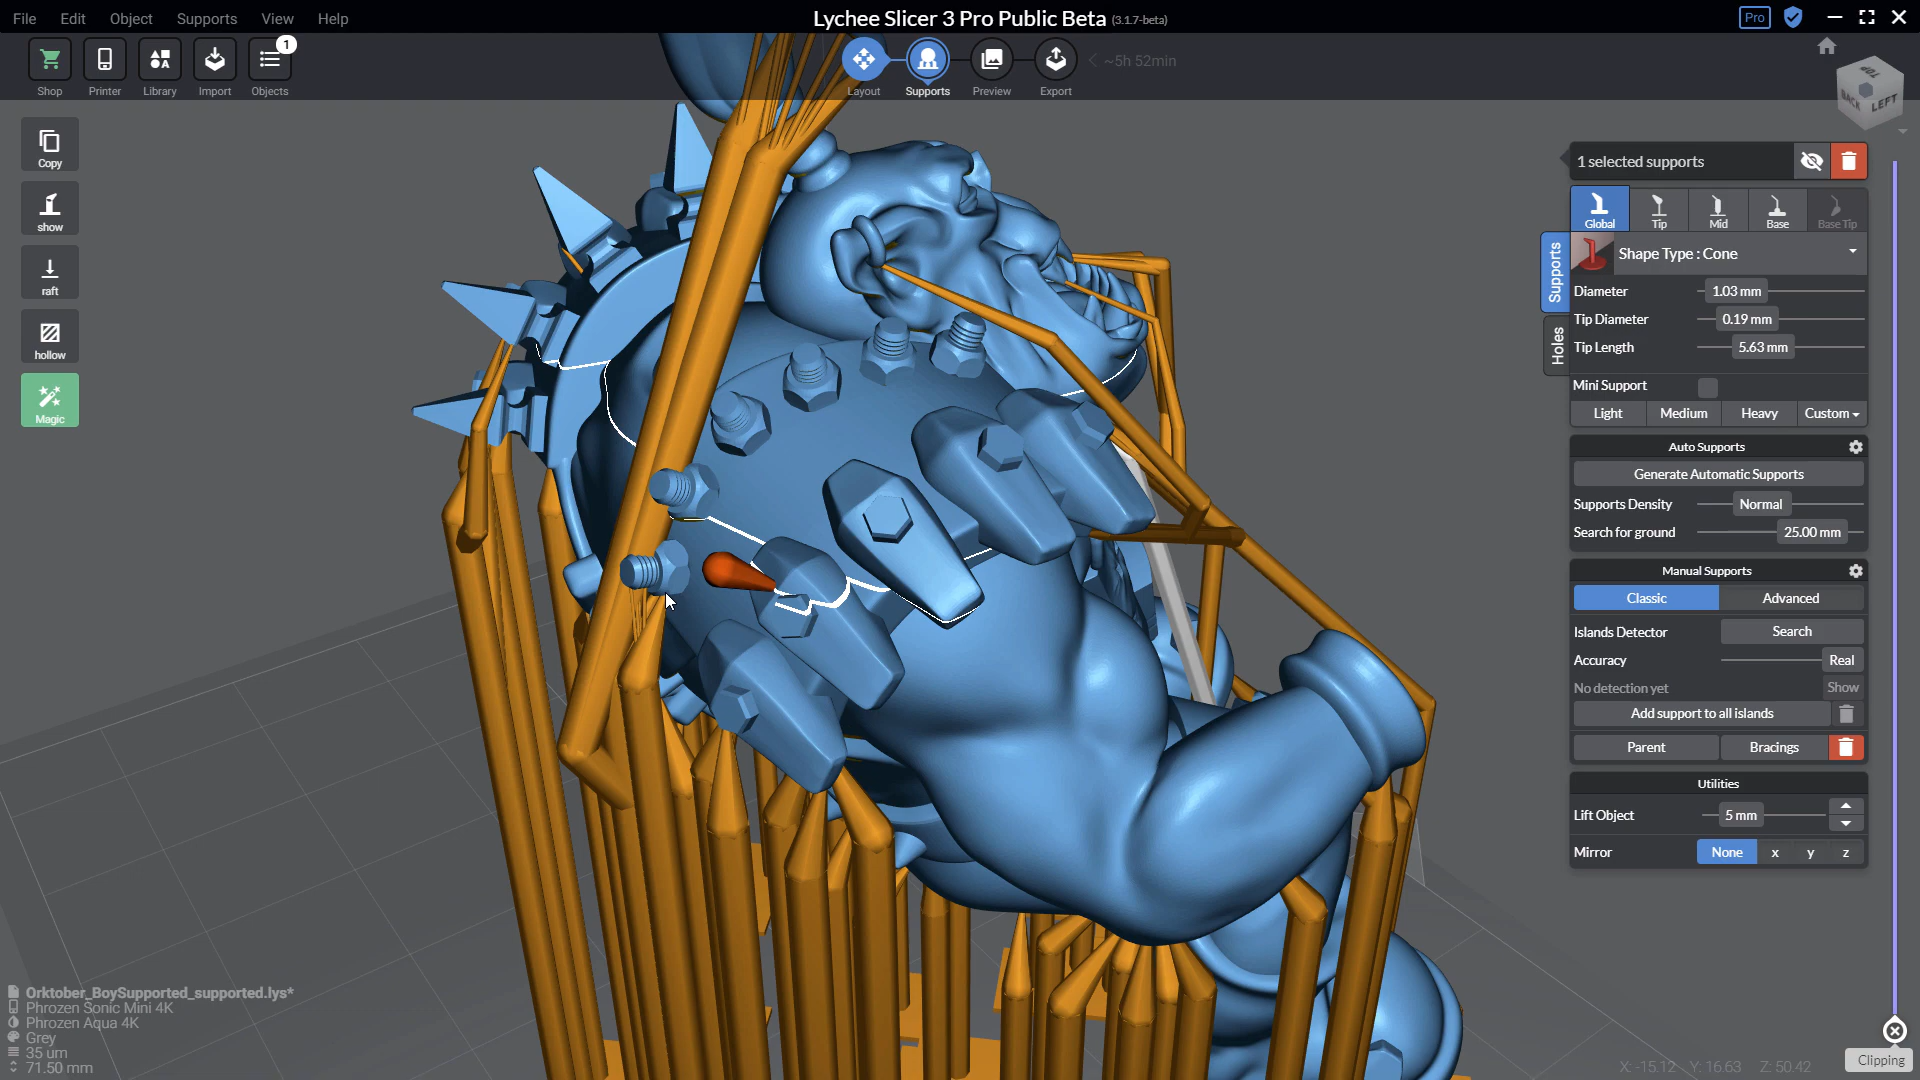 File Edit Object Supports View Help
Lychee Slicer 3 Pro Public Beta (3.1.7-beta)
Pro
1
Shop Printer Library Import Objects
Layout Supports Preview Export
~5h 52min
TOP
BACK LEFT
Copy
show
raft
hollow
Magic
1 selected supports
Global Tip Mid Base Base Tip
Supports
Holes
Shape Type : Cone
Diameter 1.03 mm
Tip Diameter 0.19 mm
Tip Length 5.63 mm
Mini Support
Light Medium Heavy Custom
Auto Supports
Generate Automatic Supports
Supports Density Normal
Search for ground 25.00 mm
Manual Supports
Classic Advanced
Islands Detector Search
Accuracy Real
No detection yet Show
Add support to all islands
Parent Bracings
Utilities
Lift Object 5 mm
Mirror None x y z
Orktober_BoySupported_supported.lys*
Phrozen Sonic Mini 4K
Phrozen Aqua 4K
Grey
35 um
71.50 mm
X: -15.12 Y: 16.63 Z: 50.42
Clipping